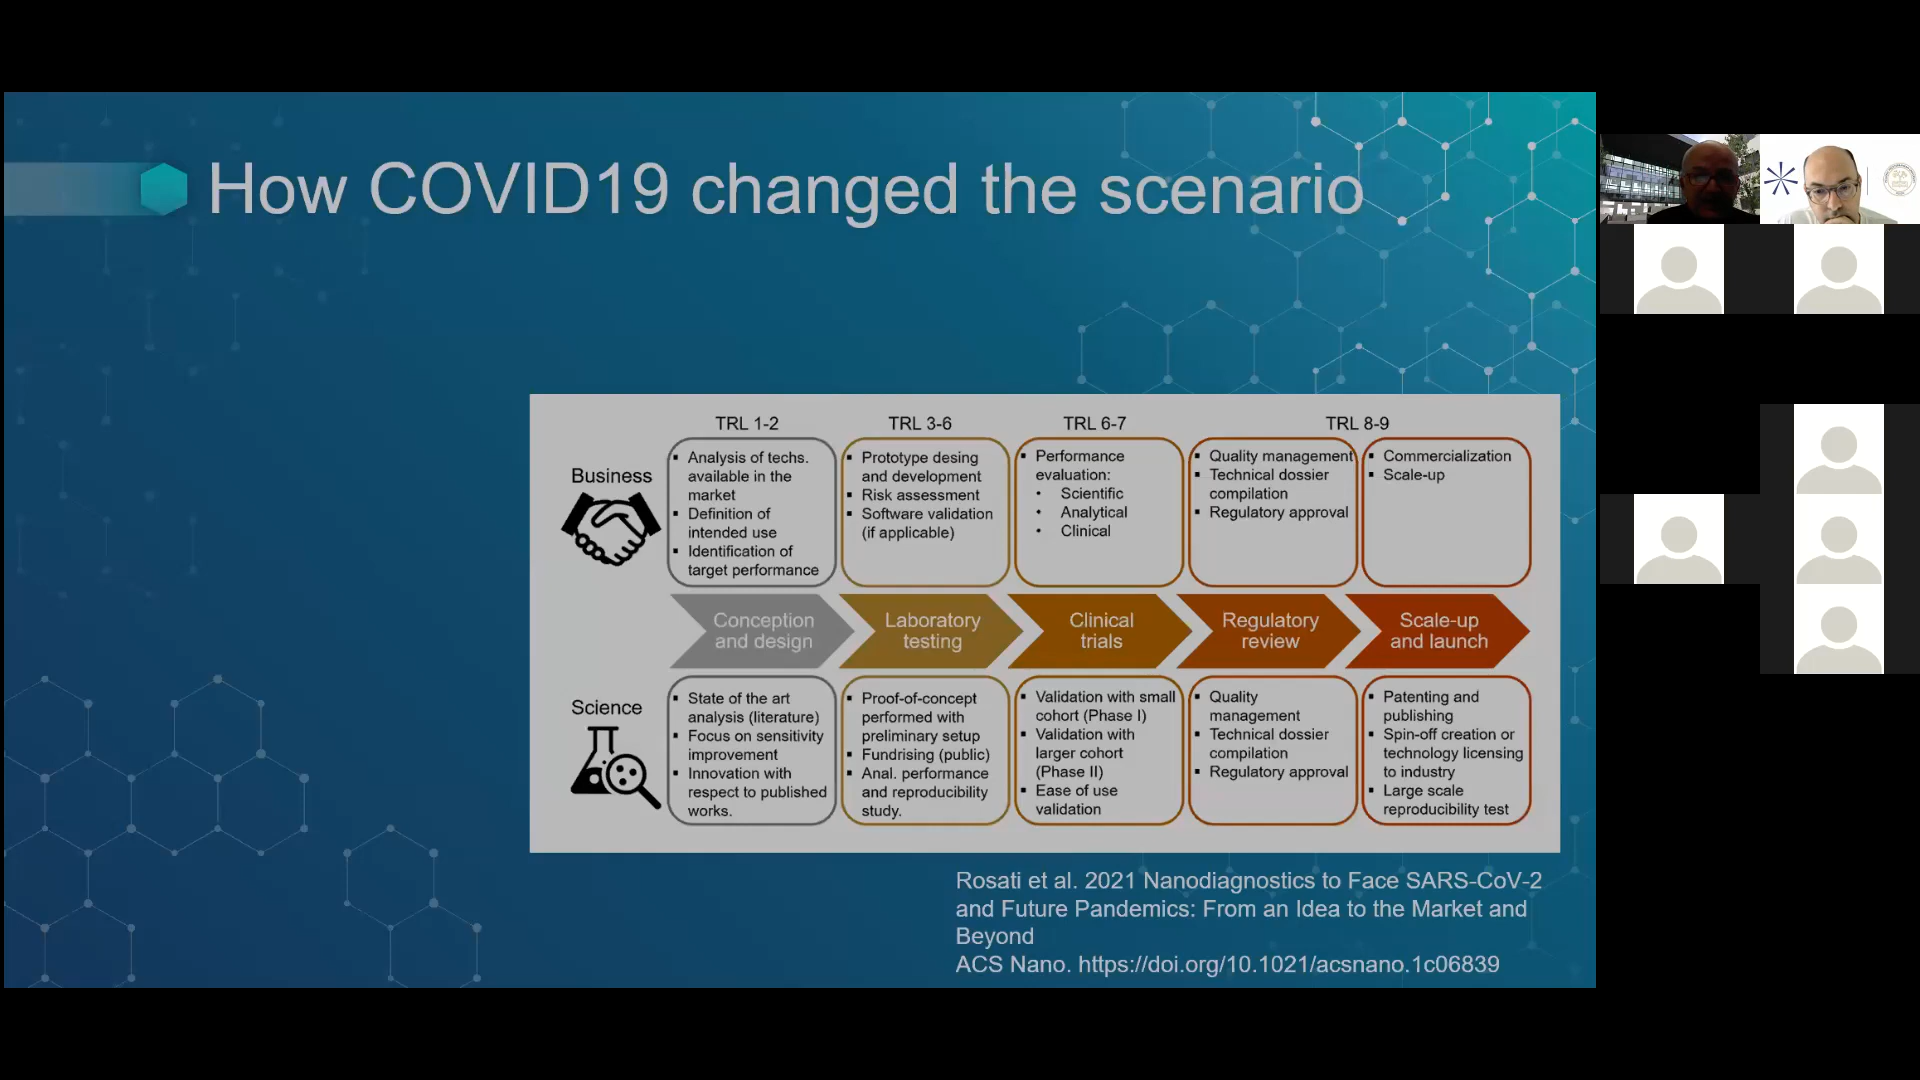 How COVID19 changed the scenario
TRL 1-2
TRL 3-6
TRL 6-7
TRL 8-9
Business
▪ Analysis of techs.
available in the
market
▪ Definition of
intended use
▪ Identification of
target performance
▪ Prototype desing
and development
▪ Risk assessment
▪ Software validation
(if applicable)
▪ Performance
evaluation:
• Scientific
• Analytical
• Clinical
▪ Quality management
▪ Technical dossier
compilation
▪ Regulatory approval
▪ Commercialization
▪ Scale-up
Conception
and design
Laboratory
testing
Clinical
trials
Regulatory
review
Scale-up
and launch
Science
▪ State of the art
analysis (literature)
▪ Focus on sensitivity
improvement
▪ Innovation with
respect to published
works.
▪ Proof-of-concept
performed with
preliminary setup
▪ Fundrising (public)
▪ Anal. performance
and reproducibility
study.
▪ Validation with small
cohort (Phase I)
▪ Validation with
larger cohort
(Phase II)
▪ Ease of use
validation
▪ Quality
management
▪ Technical dossier
compilation
▪ Regulatory approval
▪ Patenting and
publishing
▪ Spin-off creation or
technology licensing
to industry
▪ Large scale
reproducibility test
Rosati et al. 2021 Nanodiagnostics to Face SARS-CoV-2
and Future Pandemics: From an Idea to the Market and
Beyond
ACS Nano. https://doi.org/10.1021/acsnano.1c06839